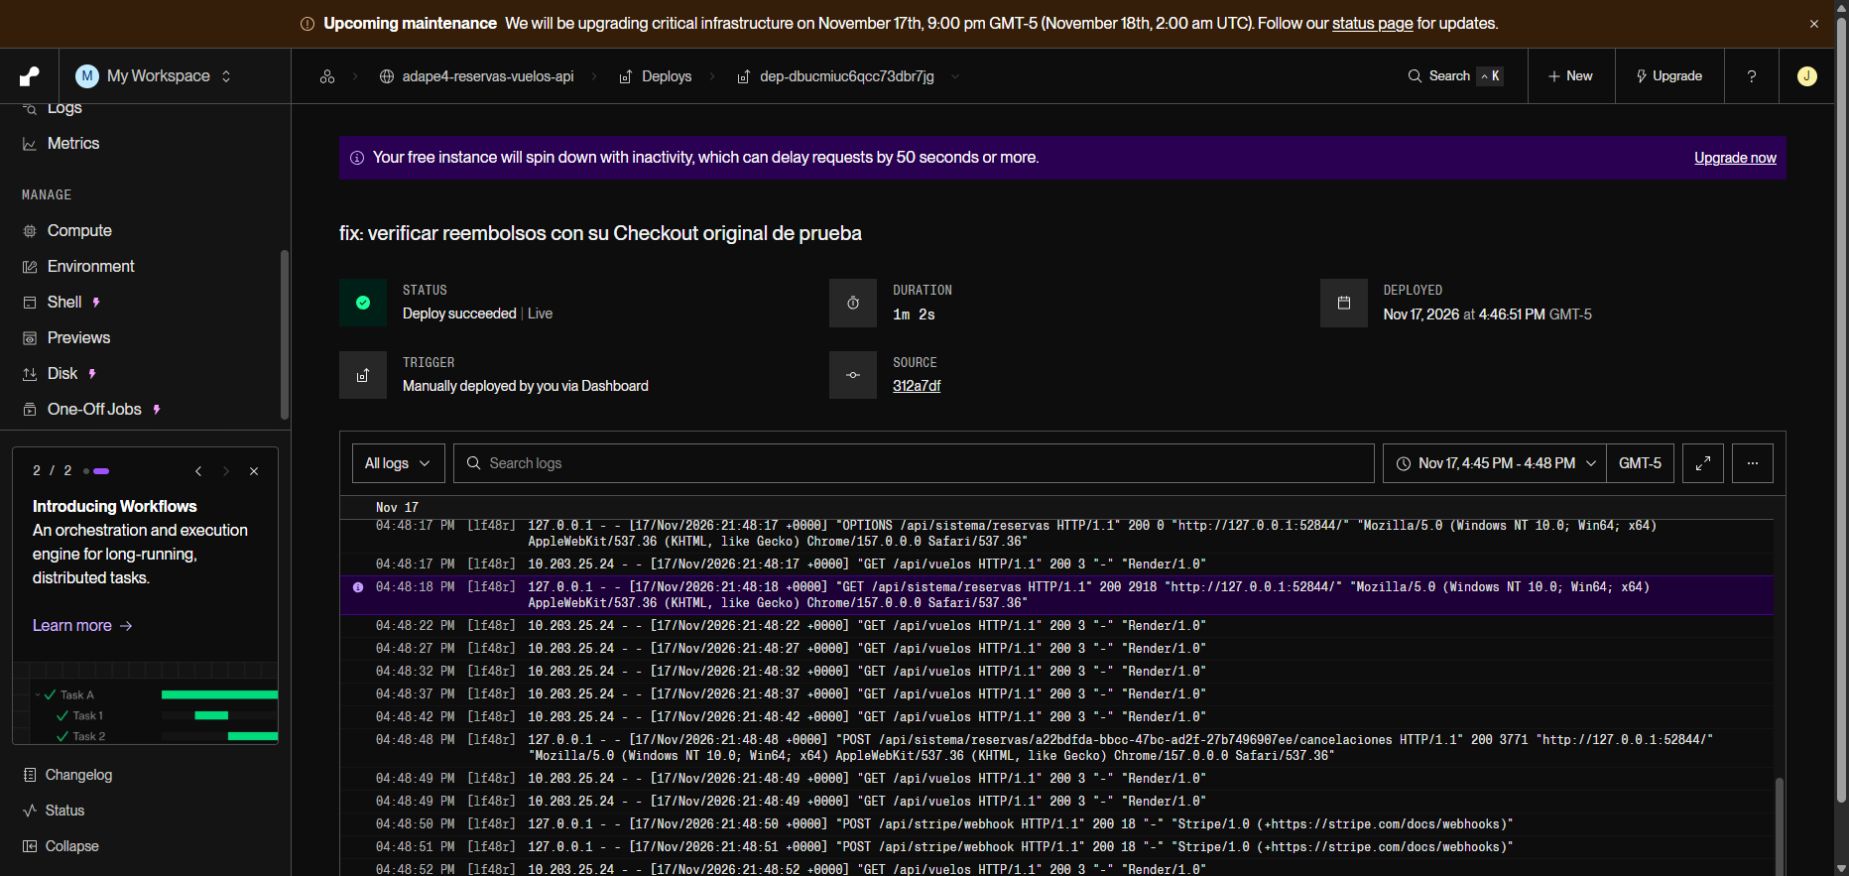 Upcoming maintenance We will be upgrading critical infrastructure on November 17th, 9:00 pm GMT-5 (November 18th, 2:00 am UTC). Follow our status page for updates.
M My Workspace
adape4-reservas-vuelos-api
Deploys
dep-dbucmiuc6qcc73dbr7jg
Search ^ K
+ New
Upgrade
?
J
Logs
Metrics
MANAGE
Compute
Environment
Shell
Previews
Disk
One-Off Jobs
2 / 2
Introducing Workflows
An orchestration and execution
engine for long-running,
distributed tasks.
Learn more →
Task A
Task 1
Task 2
Changelog
Status
Collapse
Your free instance will spin down with inactivity, which can delay requests by 50 seconds or more.
Upgrade now
fix: verificar reembolsos con su Checkout original de prueba
STATUS
Deploy succeeded | Live
DURATION
1m 2s
DEPLOYED
Nov 17, 2026 at 4:46:51 PM GMT-5
TRIGGER
Manually deployed by you via Dashboard
SOURCE
312a7df
All logs
Search logs
Nov 17, 4:45 PM - 4:48 PM
GMT-5
...
Nov 17
04:48:17 PM [lf48r] 127.0.0.1 - - [17/Nov/2026:21:48:17 +0000] "OPTIONS /api/sistema/reservas HTTP/1.1" 200 0 "http://127.0.0.1:52844/" "Mozilla/5.0 (Windows NT 10.0; Win64; x64)
AppleWebKit/537.36 (KHTML, like Gecko) Chrome/157.0.0.0 Safari/537.36"
04:48:17 PM [lf48r] 10.203.25.24 - - [17/Nov/2026:21:48:17 +0000] "GET /api/vuelos HTTP/1.1" 200 3 "-" "Render/1.0"
04:48:18 PM [lf48r] 127.0.0.1 - - [17/Nov/2026:21:48:18 +0000] "GET /api/sistema/reservas HTTP/1.1" 200 2918 "http://127.0.0.1:52844/" "Mozilla/5.0 (Windows NT 10.0; Win64; x64)
AppleWebKit/537.36 (KHTML, like Gecko) Chrome/157.0.0.0 Safari/537.36"
04:48:22 PM [lf48r] 10.203.25.24 - - [17/Nov/2026:21:48:22 +0000] "GET /api/vuelos HTTP/1.1" 200 3 "-" "Render/1.0"
04:48:27 PM [lf48r] 10.203.25.24 - - [17/Nov/2026:21:48:27 +0000] "GET /api/vuelos HTTP/1.1" 200 3 "-" "Render/1.0"
04:48:32 PM [lf48r] 10.203.25.24 - - [17/Nov/2026:21:48:32 +0000] "GET /api/vuelos HTTP/1.1" 200 3 "-" "Render/1.0"
04:48:37 PM [lf48r] 10.203.25.24 - - [17/Nov/2026:21:48:37 +0000] "GET /api/vuelos HTTP/1.1" 200 3 "-" "Render/1.0"
04:48:42 PM [lf48r] 10.203.25.24 - - [17/Nov/2026:21:48:42 +0000] "GET /api/vuelos HTTP/1.1" 200 3 "-" "Render/1.0"
04:48:48 PM [lf48r] 127.0.0.1 - - [17/Nov/2026:21:48:48 +0000] "POST /api/sistema/reservas/a22bdfda-bbcc-47bc-ad2f-27b7496907ee/cancelaciones HTTP/1.1" 200 3771 "http://127.0.0.1:52844/"
"Mozilla/5.0 (Windows NT 10.0; Win64; x64) AppleWebKit/537.36 (KHTML, like Gecko) Chrome/157.0.0.0 Safari/537.36"
04:48:49 PM [lf48r] 10.203.25.24 - - [17/Nov/2026:21:48:49 +0000] "GET /api/vuelos HTTP/1.1" 200 3 "-" "Render/1.0"
04:48:49 PM [lf48r] 10.203.25.24 - - [17/Nov/2026:21:48:49 +0000] "GET /api/vuelos HTTP/1.1" 200 3 "-" "Render/1.0"
04:48:50 PM [lf48r] 127.0.0.1 - - [17/Nov/2026:21:48:50 +0000] "POST /api/stripe/webhook HTTP/1.1" 200 18 "-" "Stripe/1.0 (+https://stripe.com/docs/webhooks)"
04:48:51 PM [lf48r] 127.0.0.1 - - [17/Nov/2026:21:48:51 +0000] "POST /api/stripe/webhook HTTP/1.1" 200 18 "-" "Stripe/1.0 (+https://stripe.com/docs/webhooks)"
04:48:52 PM [lf48r] 10.203.25.24 - - [17/Nov/2026:21:48:52 +0000] "GET /api/vuelos HTTP/1.1" 200 3 "-" "Render/1.0"